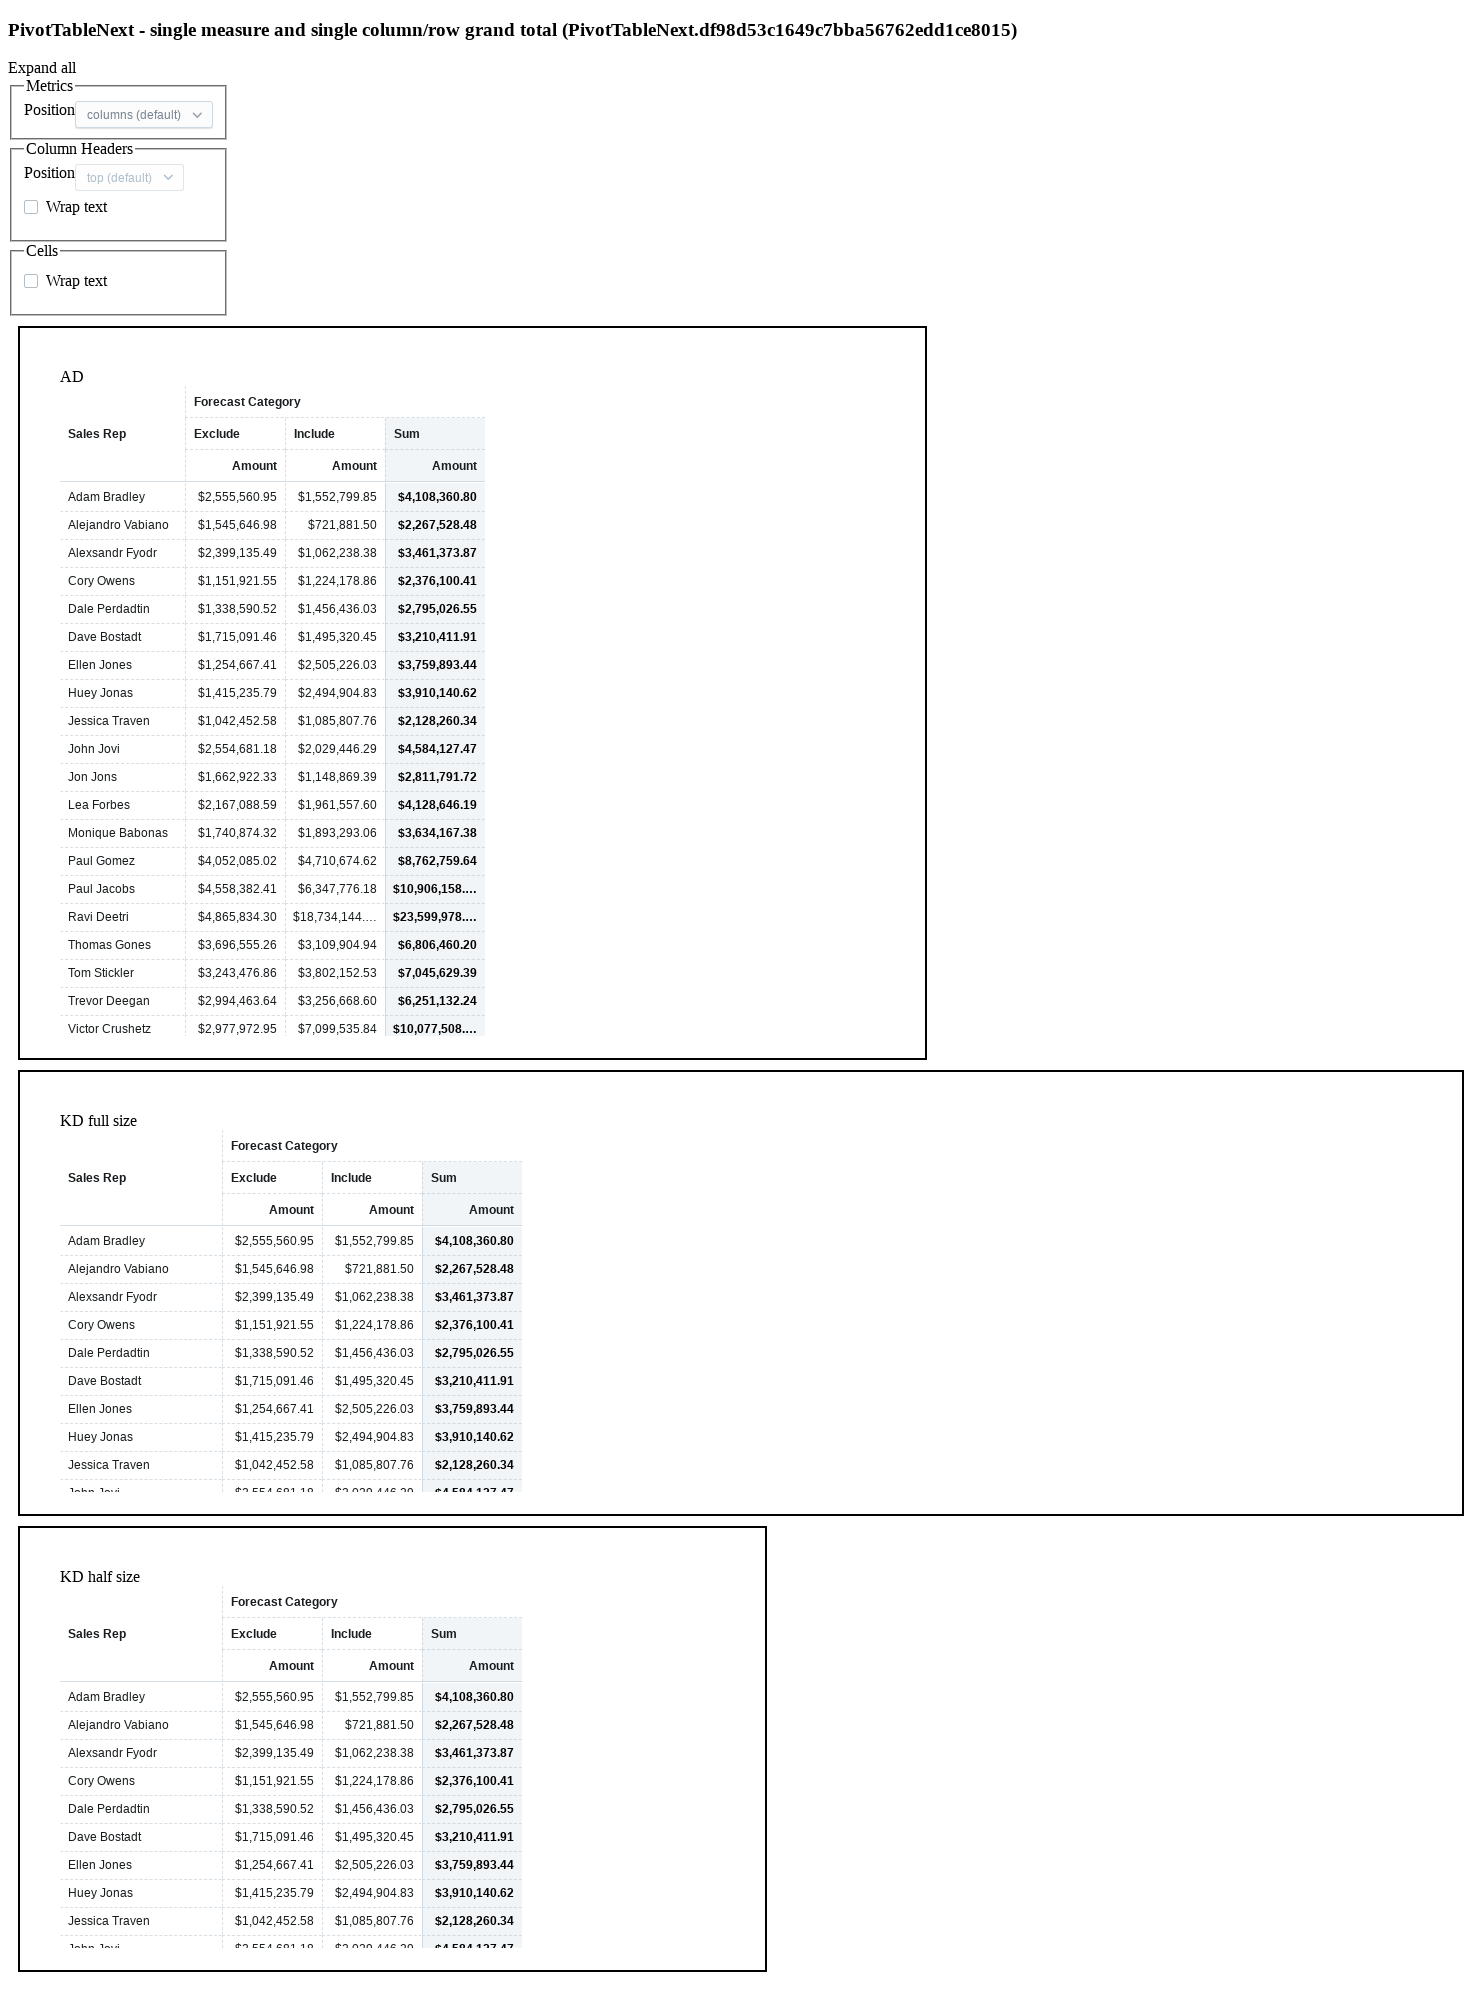 PivotTableNext - single measure and single column/row grand total (PivotTableNext.df98d53c1649c7bba56762edd1ce8015)
Expand all
Metrics
Position columns (default)
Column Headers
Position top (default)
Wrap text
Cells
Wrap text
AD
Forecast Category
Sales Rep Exclude Include Sum
Amount Amount Amount
Adam Bradley $2,555,560.95 $1,552,799.85 $4,108,360.80
Alejandro Vabiano $1,545,646.98 $721,881.50 $2,267,528.48
Alexsandr Fyodr $2,399,135.49 $1,062,238.38 $3,461,373.87
Cory Owens $1,151,921.55 $1,224,178.86 $2,376,100.41
Dale Perdadtin $1,338,590.52 $1,456,436.03 $2,795,026.55
Dave Bostadt $1,715,091.46 $1,495,320.45 $3,210,411.91
Ellen Jones $1,254,667.41 $2,505,226.03 $3,759,893.44
Huey Jonas $1,415,235.79 $2,494,904.83 $3,910,140.62
Jessica Traven $1,042,452.58 $1,085,807.76 $2,128,260.34
John Jovi $2,554,681.18 $2,029,446.29 $4,584,127.47
Jon Jons $1,662,922.33 $1,148,869.39 $2,811,791.72
Lea Forbes $2,167,088.59 $1,961,557.60 $4,128,646.19
Monique Babonas $1,740,874.32 $1,893,293.06 $3,634,167.38
Paul Gomez $4,052,085.02 $4,710,674.62 $8,762,759.64
Paul Jacobs $4,558,382.41 $6,347,776.18 $10,906,158....
Ravi Deetri $4,865,834.30 $18,734,144.... $23,599,978....
Thomas Gones $3,696,555.26 $3,109,904.94 $6,806,460.20
Tom Stickler $3,243,476.86 $3,802,152.53 $7,045,629.39
Trevor Deegan $2,994,463.64 $3,256,668.60 $6,251,132.24
Victor Crushetz $2,977,972.95 $7,099,535.84 $10,077,508....
KD full size
Forecast Category
Sales Rep Exclude Include Sum
Amount Amount Amount
Adam Bradley $2,555,560.95 $1,552,799.85 $4,108,360.80
Alejandro Vabiano $1,545,646.98 $721,881.50 $2,267,528.48
Alexsandr Fyodr $2,399,135.49 $1,062,238.38 $3,461,373.87
Cory Owens $1,151,921.55 $1,224,178.86 $2,376,100.41
Dale Perdadtin $1,338,590.52 $1,456,436.03 $2,795,026.55
Dave Bostadt $1,715,091.46 $1,495,320.45 $3,210,411.91
Ellen Jones $1,254,667.41 $2,505,226.03 $3,759,893.44
Huey Jonas $1,415,235.79 $2,494,904.83 $3,910,140.62
Jessica Traven $1,042,452.58 $1,085,807.76 $2,128,260.34
John Jovi $2,554,681.18 $2,029,446.29 $4,584,127.47
KD half size
Forecast Category
Sales Rep Exclude Include Sum
Amount Amount Amount
Adam Bradley $2,555,560.95 $1,552,799.85 $4,108,360.80
Alejandro Vabiano $1,545,646.98 $721,881.50 $2,267,528.48
Alexsandr Fyodr $2,399,135.49 $1,062,238.38 $3,461,373.87
Cory Owens $1,151,921.55 $1,224,178.86 $2,376,100.41
Dale Perdadtin $1,338,590.52 $1,456,436.03 $2,795,026.55
Dave Bostadt $1,715,091.46 $1,495,320.45 $3,210,411.91
Ellen Jones $1,254,667.41 $2,505,226.03 $3,759,893.44
Huey Jonas $1,415,235.79 $2,494,904.83 $3,910,140.62
Jessica Traven $1,042,452.58 $1,085,807.76 $2,128,260.34
John Jovi $2,554,681.18 $2,029,446.29 $4,584,127.47